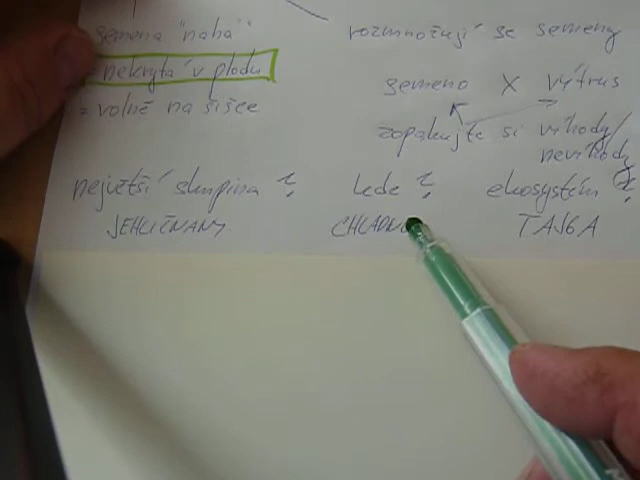 semena "nahá"
= nekrytá v plodu
= volně na šišce
rozmnožují se semeny
semeno X výtrus
zopakujte si výhody/
nevýhody
největší skupina? kde? ekosystém?
JEHLIČNANY CHLADNO TAJGA